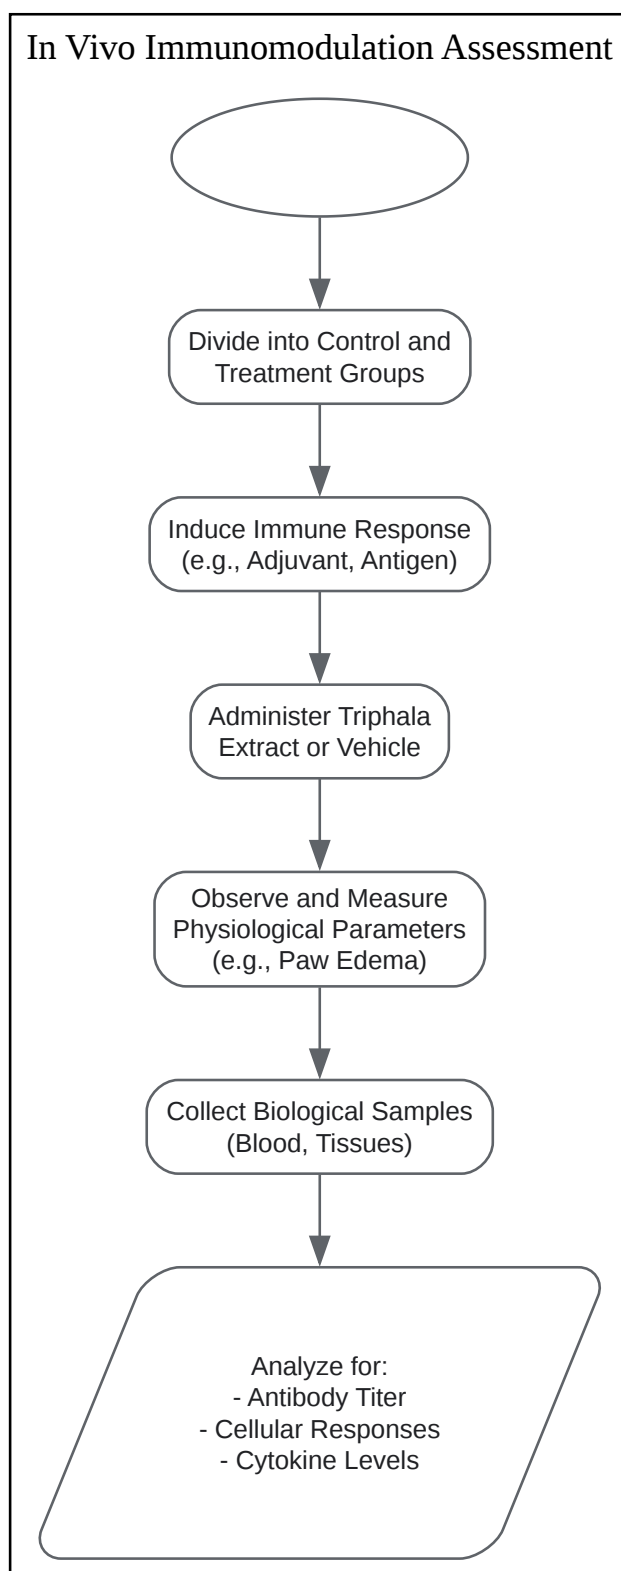 In Vivo Immunomodulation Assessment
Divide into Control and
Treatment Groups
Induce Immune Response
(e.g., Adjuvant, Antigen)
Administer Triphala
Extract or Vehicle
Observe and Measure
Physiological Parameters
(e.g., Paw Edema)
Collect Biological Samples
(Blood, Tissues)
Analyze for:
- Antibody Titer
- Cellular Responses
- Cytokine Levels